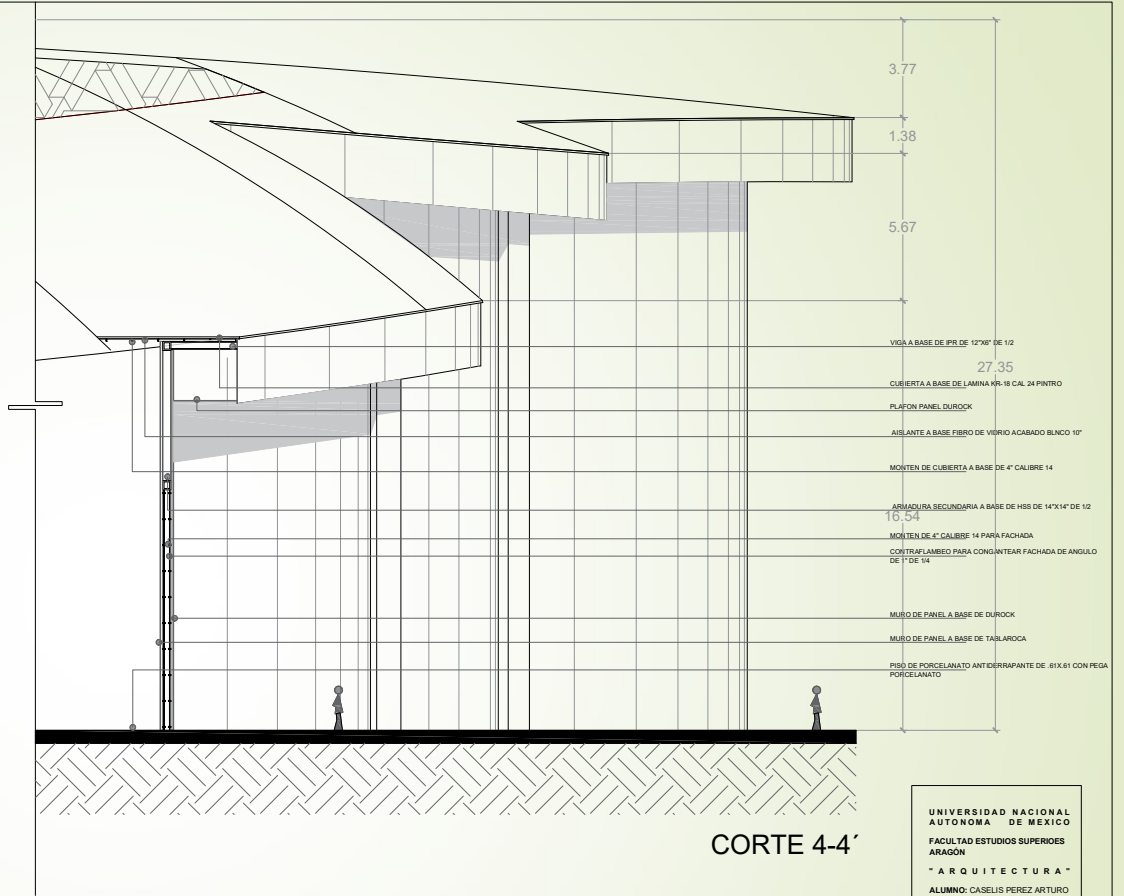 3.77
1.38
5.67
VIGA A BASE DE IPR DE 12"X6" DE 1/2
27.35
CUBIERTA A BASE DE LAMINA KR-18 CAL 24 PINTRO
PLAFON PANEL DUROCK
AISLANTE A BASE FIBRO DE VIDRIO ACABADO BLNCO 10"
MONTEN DE CUBIERTA A BASE DE 4" CALIBRE 14
ARMADURA SECUNDARIA A BASE DE HSS DE 14"X14" DE 1/2
16.54
MONTEN DE 4" CALIBRE 14 PARA FACHADA
CONTRAFLAMBEO PARA CONGANTEAR FACHADA DE ANGULO
DE 1" DE 1/4
MURO DE PANEL A BASE DE DUROCK
MURO DE PANEL A BASE DE TABLAROCA
PISO DE PORCELANATO ANTIDERRAPANTE DE .61X.61 CON PEGA
PORCELANATO
CORTE 4-4´
UNIVERSIDAD NACIONAL
AUTONOMA DE MEXICO
FACULTAD ESTUDIOS SUPERIOES
ARAGÓN
"ARQUITECTURA"
ALUMNO: CASELIS PEREZ ARTURO